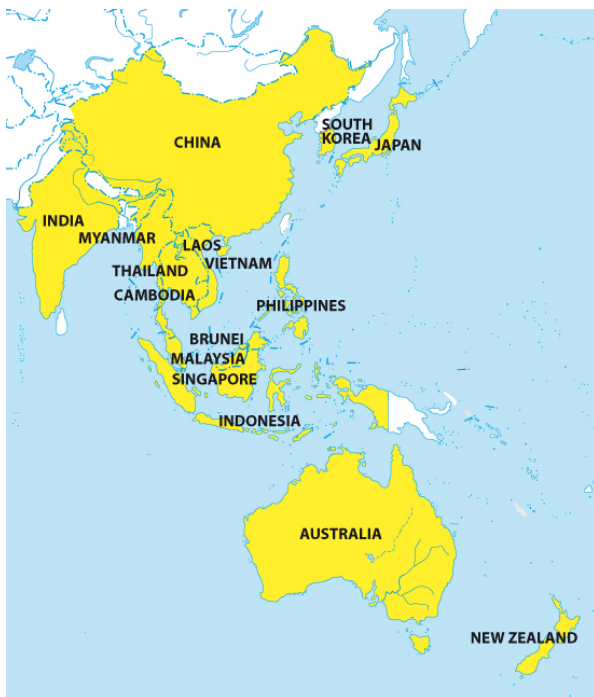 SOUTH
KOREA
JAPAN
CHINA
INDIA
MYANMAR
LAOS
VIETNAM
THAILAND
CAMBODIA
PHILIPPINES
BRUNEI
MALAYSIA
SINGAPORE
INDONESIA
AUSTRALIA
NEW ZEALAND